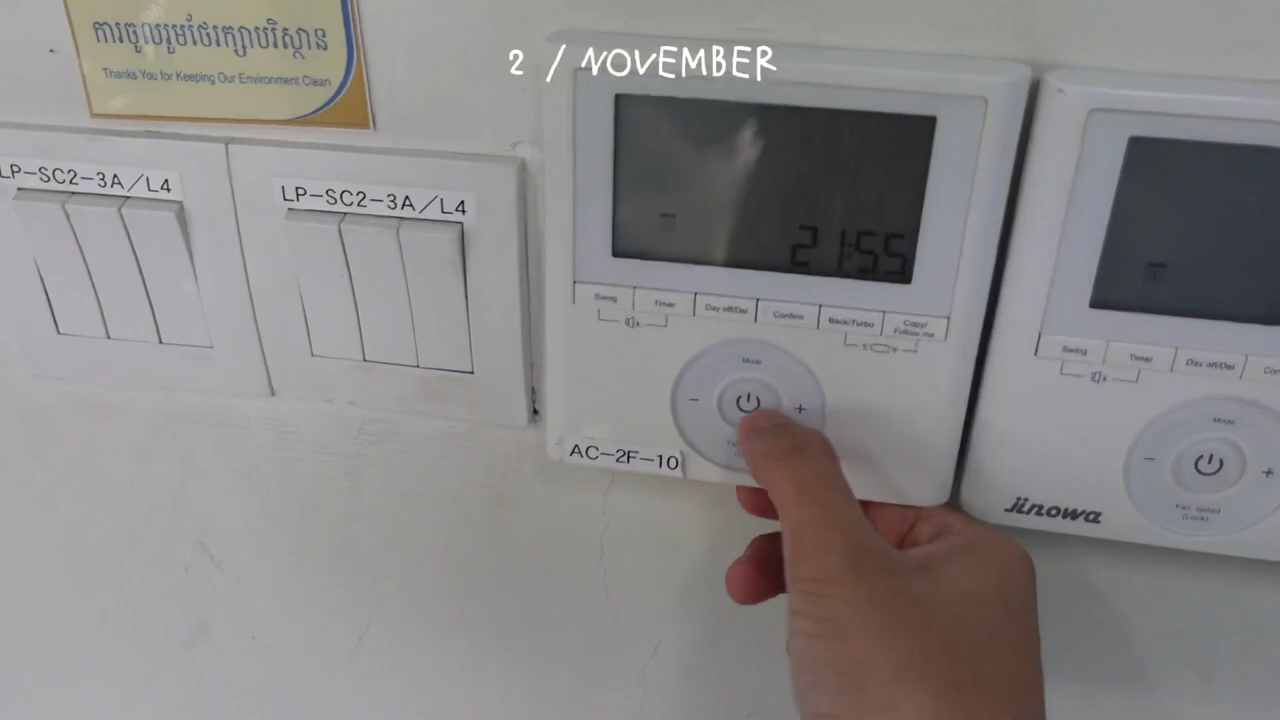 ការចូលរួមថែរក្សាបរិស្ថាន
Thanks You for Keeping Our Environment Clean
2 / NOVEMBER
LP-SC2-3A/L4
LP-SC2-3A/L4
21:55
Swing
Timer
Day off/Del
Confirm
Back/Turbo
Copy/
Follow me
Mode
- +
AC-2F-10
Swing
Timer
Day off/Del
Mode
- +
Fan speed
jinowa